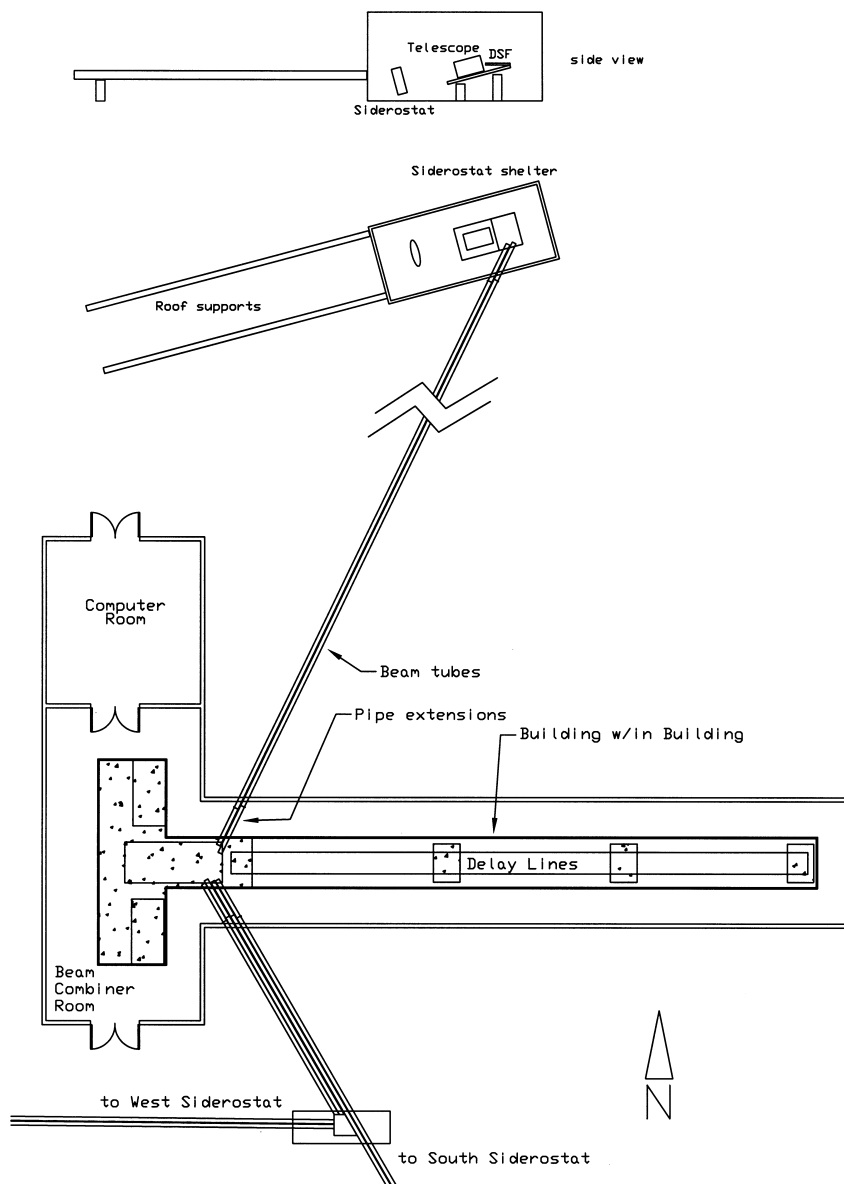 Telescope
DSF
side view
Siderostat
Siderostat shelter
Roof supports
Computer
Room
Beam tubes
Pipe extensions
Building w/in Building
Delay Lines
Beam
Combiner
Room
N
to West Siderostat
to South Siderostat